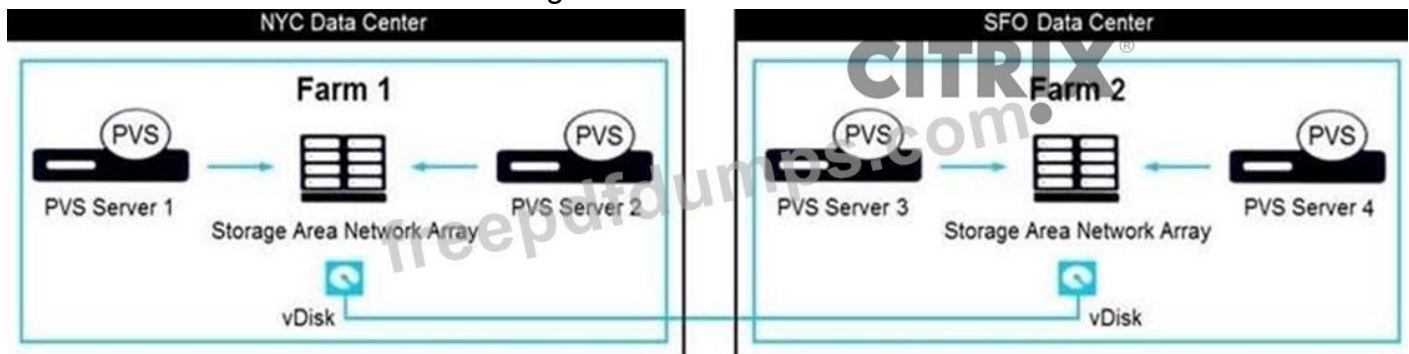 NYC Data Center
SFO Data Center
CITRIX®
Farm 1
Farm 2
PVS
PVS
PVS
PVS
PVS Server 1
PVS Server 2
PVS Server 3
PVS Server 4
Storage Area Network Array
Storage Area Network Array
freepdfdumps.com
vDisk
vDisk